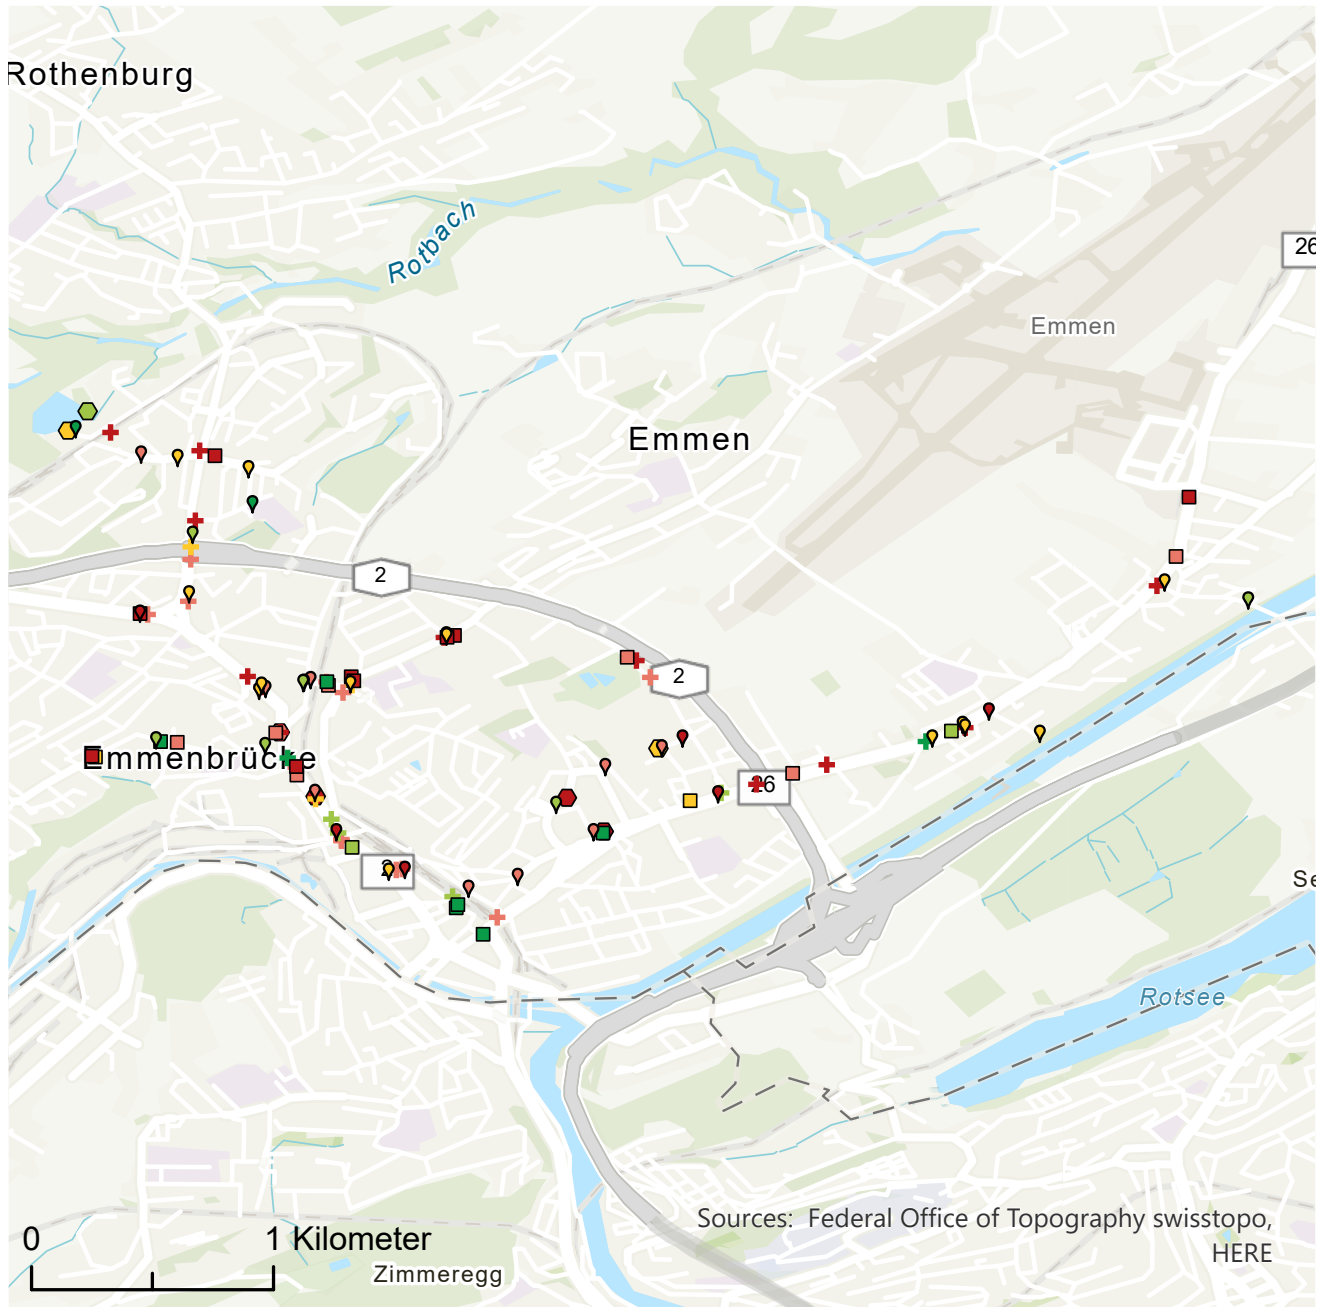 Rothenburg
Rotbach
26
Emmen
Emmen
2
2
Emmenbrücke
26
2
Se
Rotsee
Sources: Federal Office of Topography swisstopo,
HERE
0 1 Kilometer
Zimmeregg